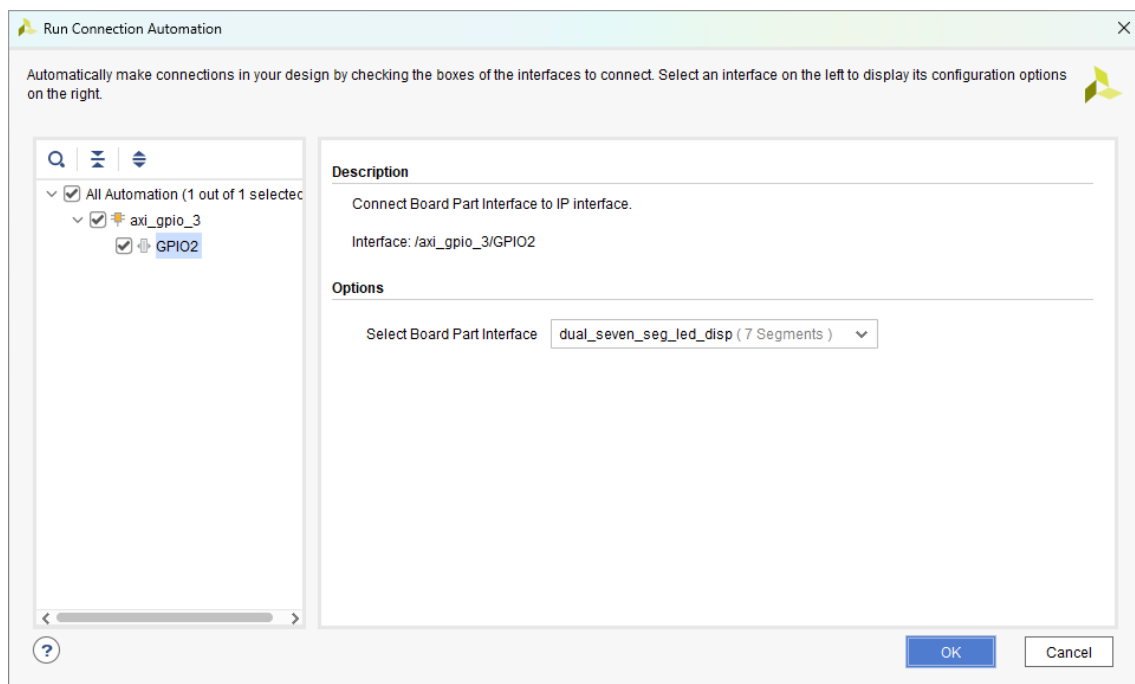 Run Connection Automation
Automatically make connections in your design by checking the boxes of the interfaces to connect. Select an interface on the left to display its configuration options
on the right.
All Automation (1 out of 1 selected
axi_gpio_3
GPIO2
Description
Connect Board Part Interface to IP interface.
Interface: /axi_gpio_3/GPIO2
Options
Select Board Part Interface dual_seven_seg_led_disp ( 7 Segments )
?
OK Cancel